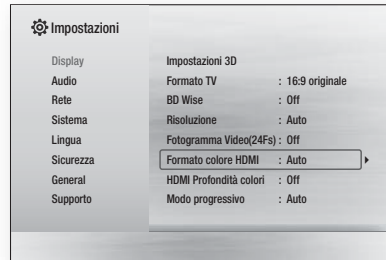 Impostazioni
Display
Audio
Rete
Sistema
Lingua
Sicurezza
General
Supporto
Impostazioni 3D
Formato TV : 16:9 originale
BD Wise : Off
Risoluzione : Auto
Fotogramma Video(24Fs) : Off
Formato colore HDMI : Auto
HDMI Profondità colori : Off
Modo progressivo : Auto